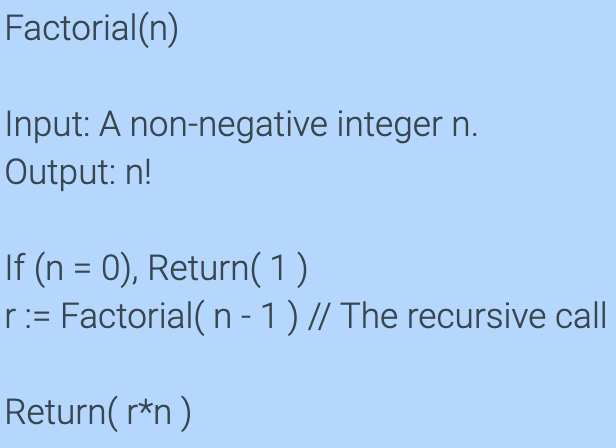 Factorial(n)
Input: A non-negative integer n.
Output: n!
If (n = 0), Return( 1 )
r := Factorial( n - 1 ) // The recursive call
Return( r*n )